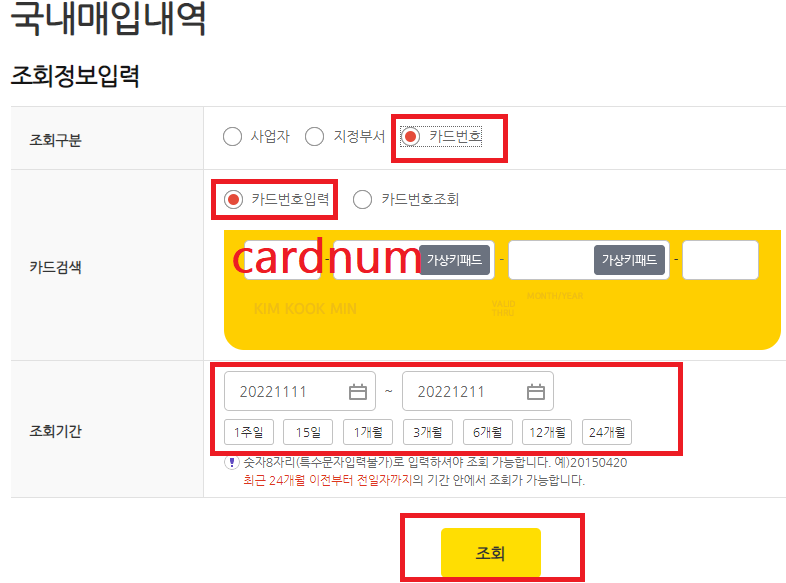 국내매입내역
조회정보입력
조회구분 사업자 지정부서 카드번호
카드번호입력 카드번호조회
카드검색
cardnum - 가상키패드 - 가상키패드 -
KIM KOOK MIN
MONTH/YEAR
VALID
THRU
조회기간
20221111 ~ 20221211
1주일 15일 1개월 3개월 6개월 12개월 24개월
숫자8자리(특수문자입력불가)로 입력하셔야 조회 가능합니다. 예)20150420
최근 24개월 이전부터 전일자까지의 기간 안에서 조회가 가능합니다.
조회